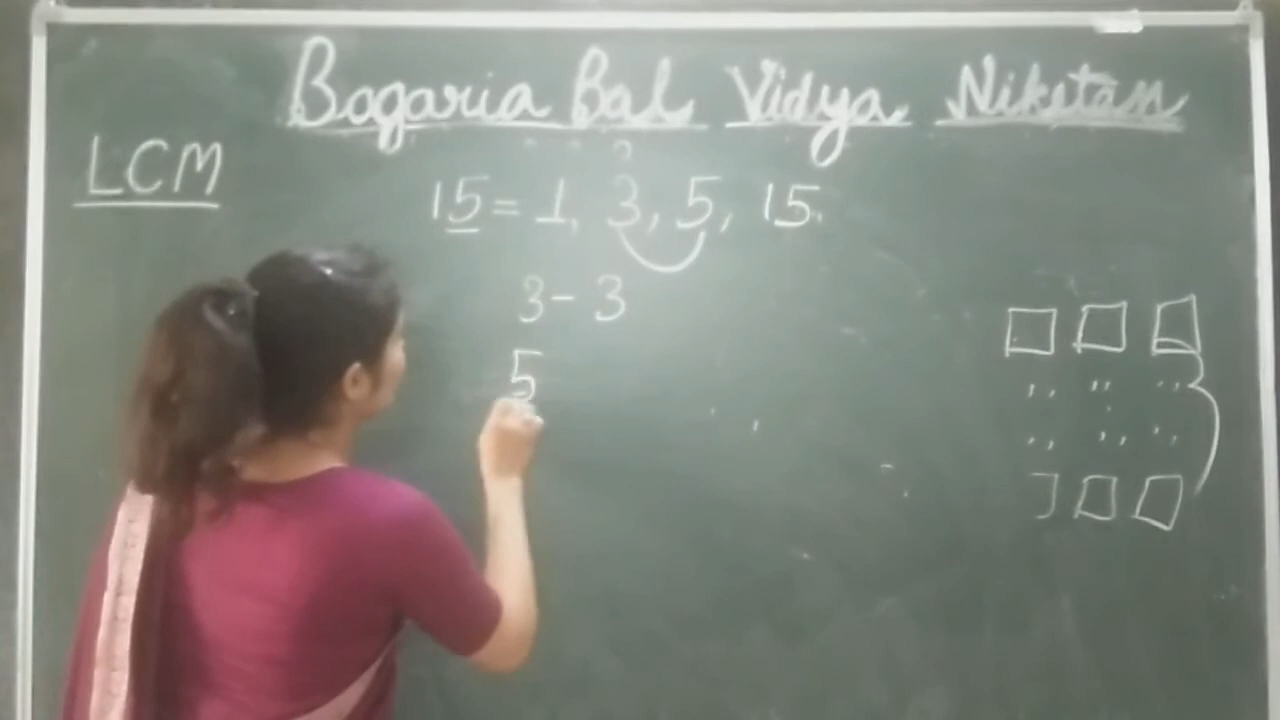 Bagaria Bal Vidya Niketan
LCM
15 = 1, 3, 5, 15.
3 - 3
5